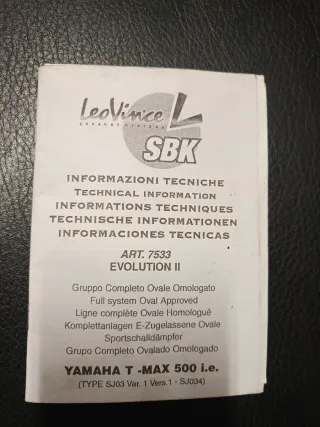 LeoVince
EXHAUST SYSTEMS
SBK
INFORMAZIONI TECNICHE
TECHNICAL INFORMATION
INFORMATIONS TECHNIQUES
TECHNISCHE INFORMATIONEN
INFORMACIONES TECNICAS
ART. 7533
EVOLUTION II
Gruppo Completo Ovale Omologato
Full system Oval Approved
Ligne complète Ovale Homologué
Komplettanlagen E-Zugelassene Ovale
Sportschalldämpfer
Grupo Completo Ovalado Omologado
YAMAHA T -MAX 500 i.e.
(TYPE SJ03 Var. 1 Vers.1 - SJ034)